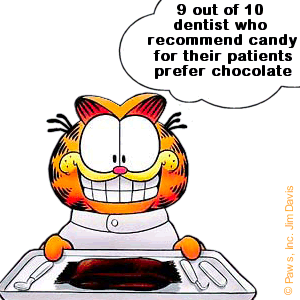 9 out of 10
dentist who
recommend candy
for their patients
prefer chocolate
© Paws, Inc. Jim Davis